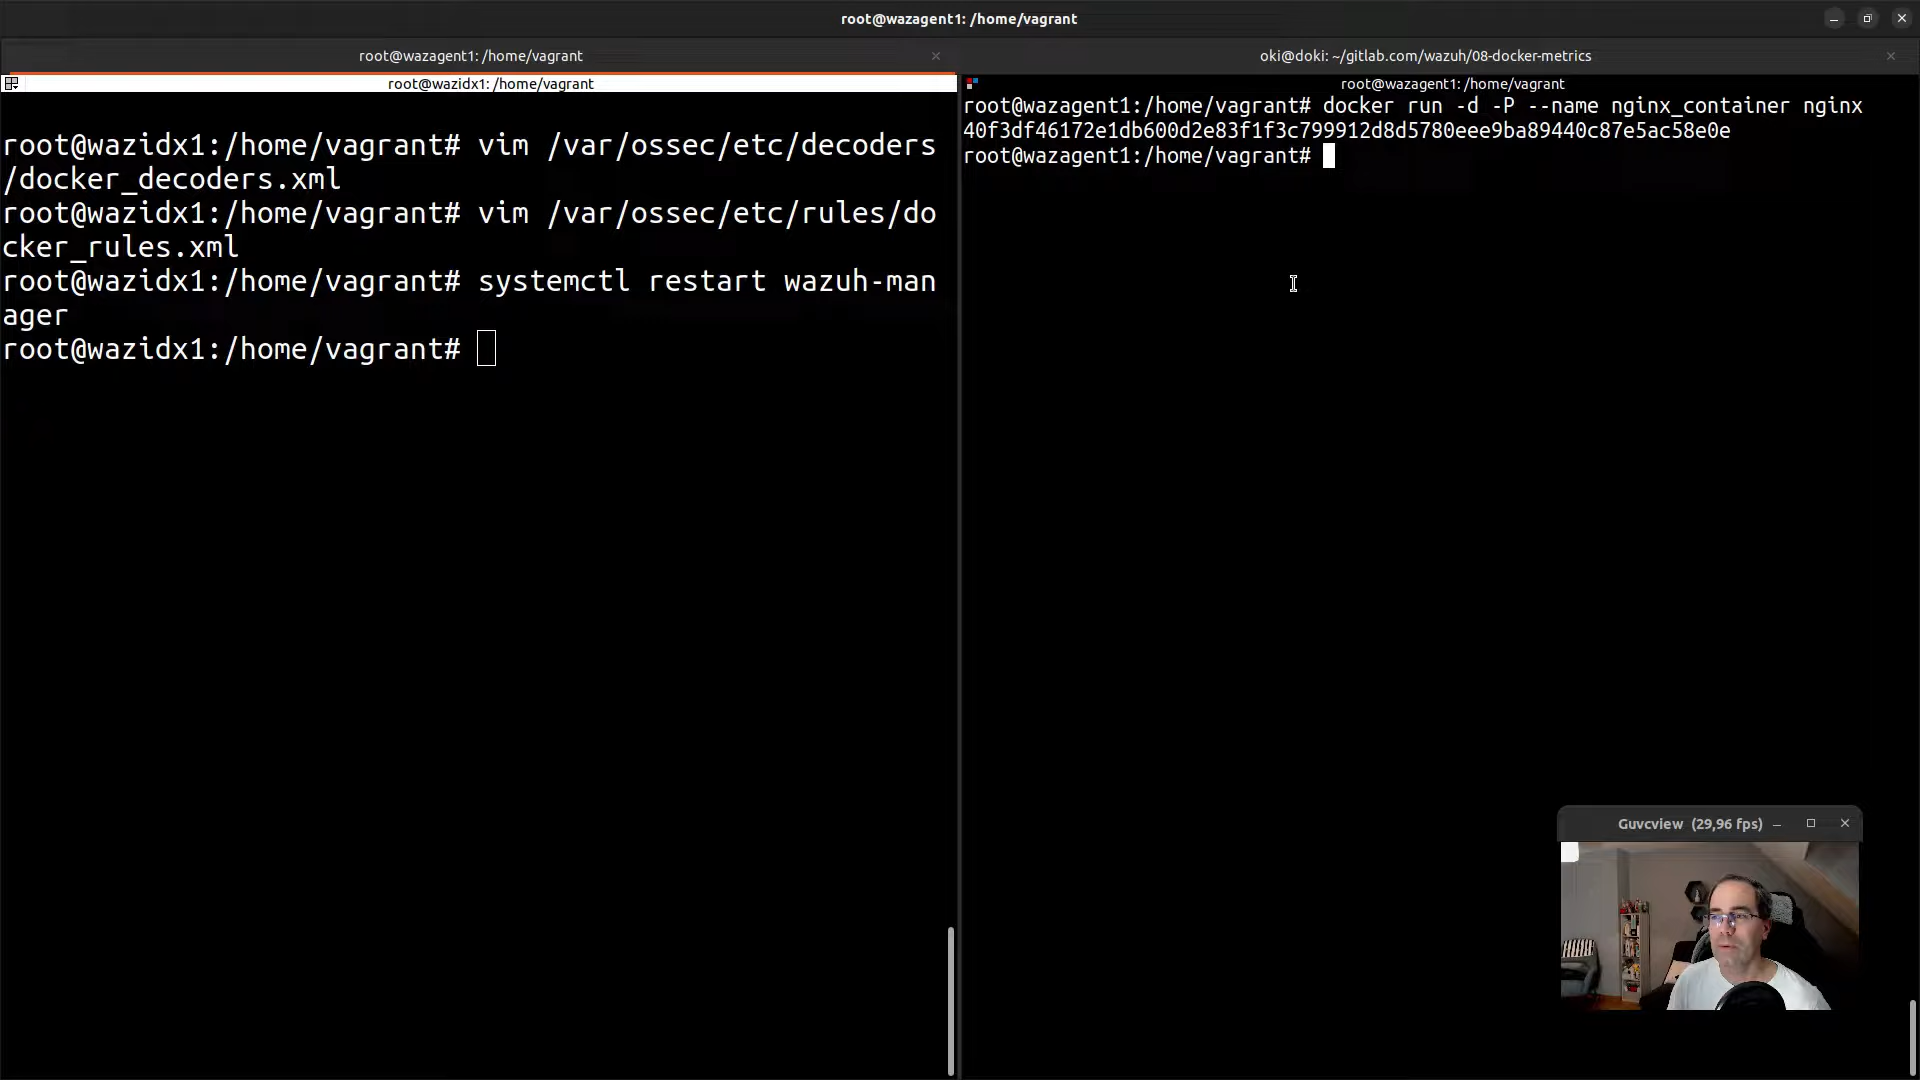 root@wazagent1: /home/vagrant
root@wazagent1: /home/vagrant
oki@doki: ~/gitlab.com/wazuh/08-docker-metrics
root@wazidx1: /home/vagrant
root@wazidx1:/home/vagrant# vim /var/ossec/etc/decoders
/docker_decoders.xml
root@wazidx1:/home/vagrant# vim /var/ossec/etc/rules/do
cker_rules.xml
root@wazidx1:/home/vagrant# systemctl restart wazuh-man
ager
root@wazidx1:/home/vagrant#
root@wazagent1: /home/vagrant
root@wazagent1:/home/vagrant# docker run -d -P --name nginx_container nginx
40f3df46172e1db600d2e83f1f3c799912d8d5780eee9ba89440c87e5ac58e0e
root@wazagent1:/home/vagrant#
Guvcview (29,96 fps)